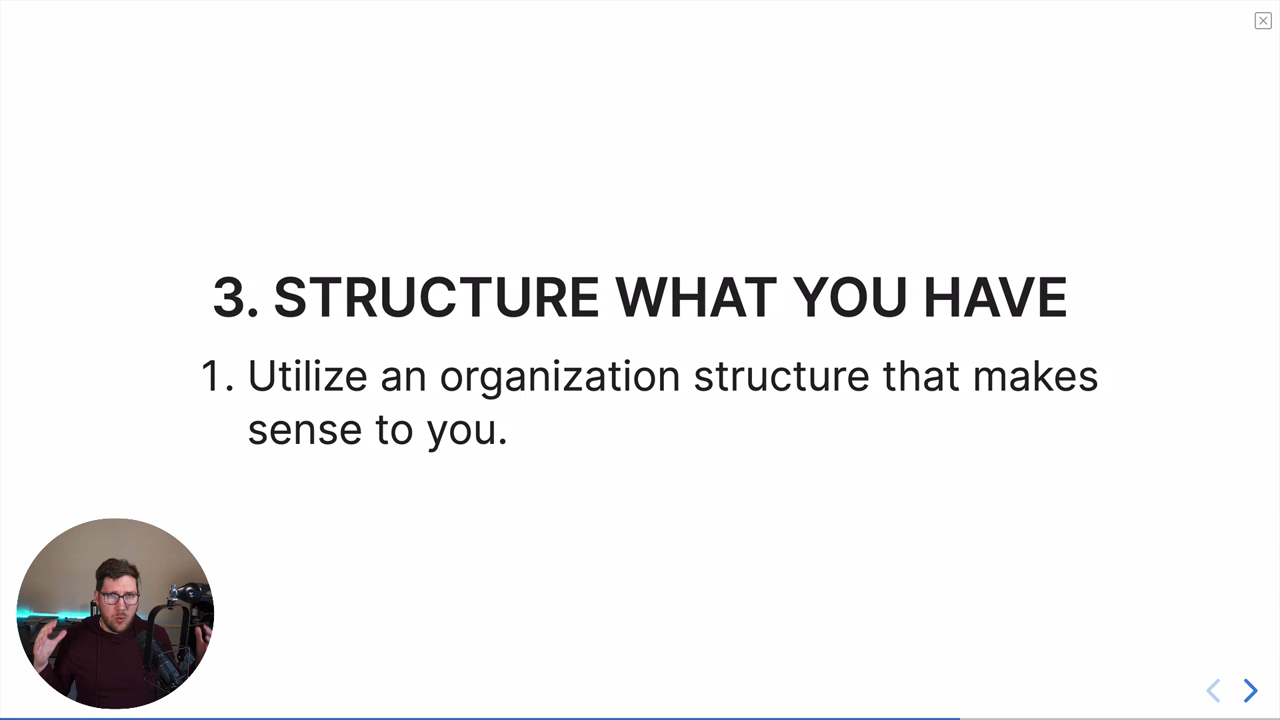 3. STRUCTURE WHAT YOU HAVE
1. Utilize an organization structure that makes
sense to you.